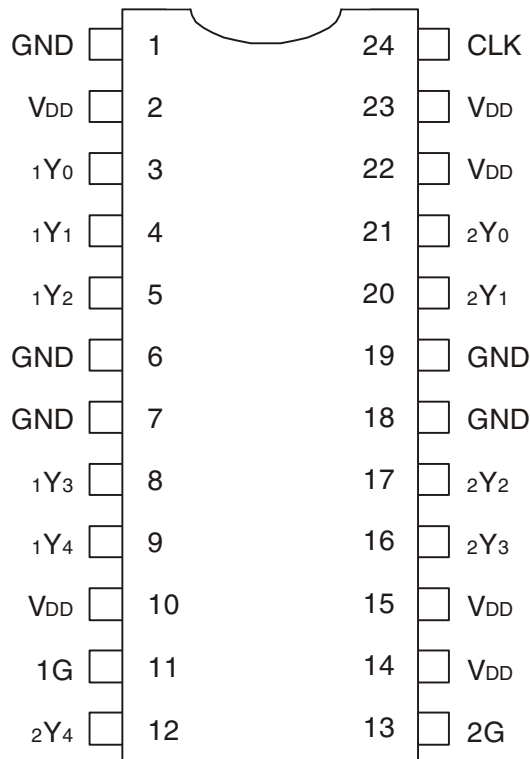 GND 1 24 CLK
VDD 2 23 VDD
1Y0 3 22 VDD
1Y1 4 21 2Y0
1Y2 5 20 2Y1
GND 6 19 GND
GND 7 18 GND
1Y3 8 17 2Y2
1Y4 9 16 2Y3
VDD 10 15 VDD
1G 11 14 VDD
2Y4 12 13 2G